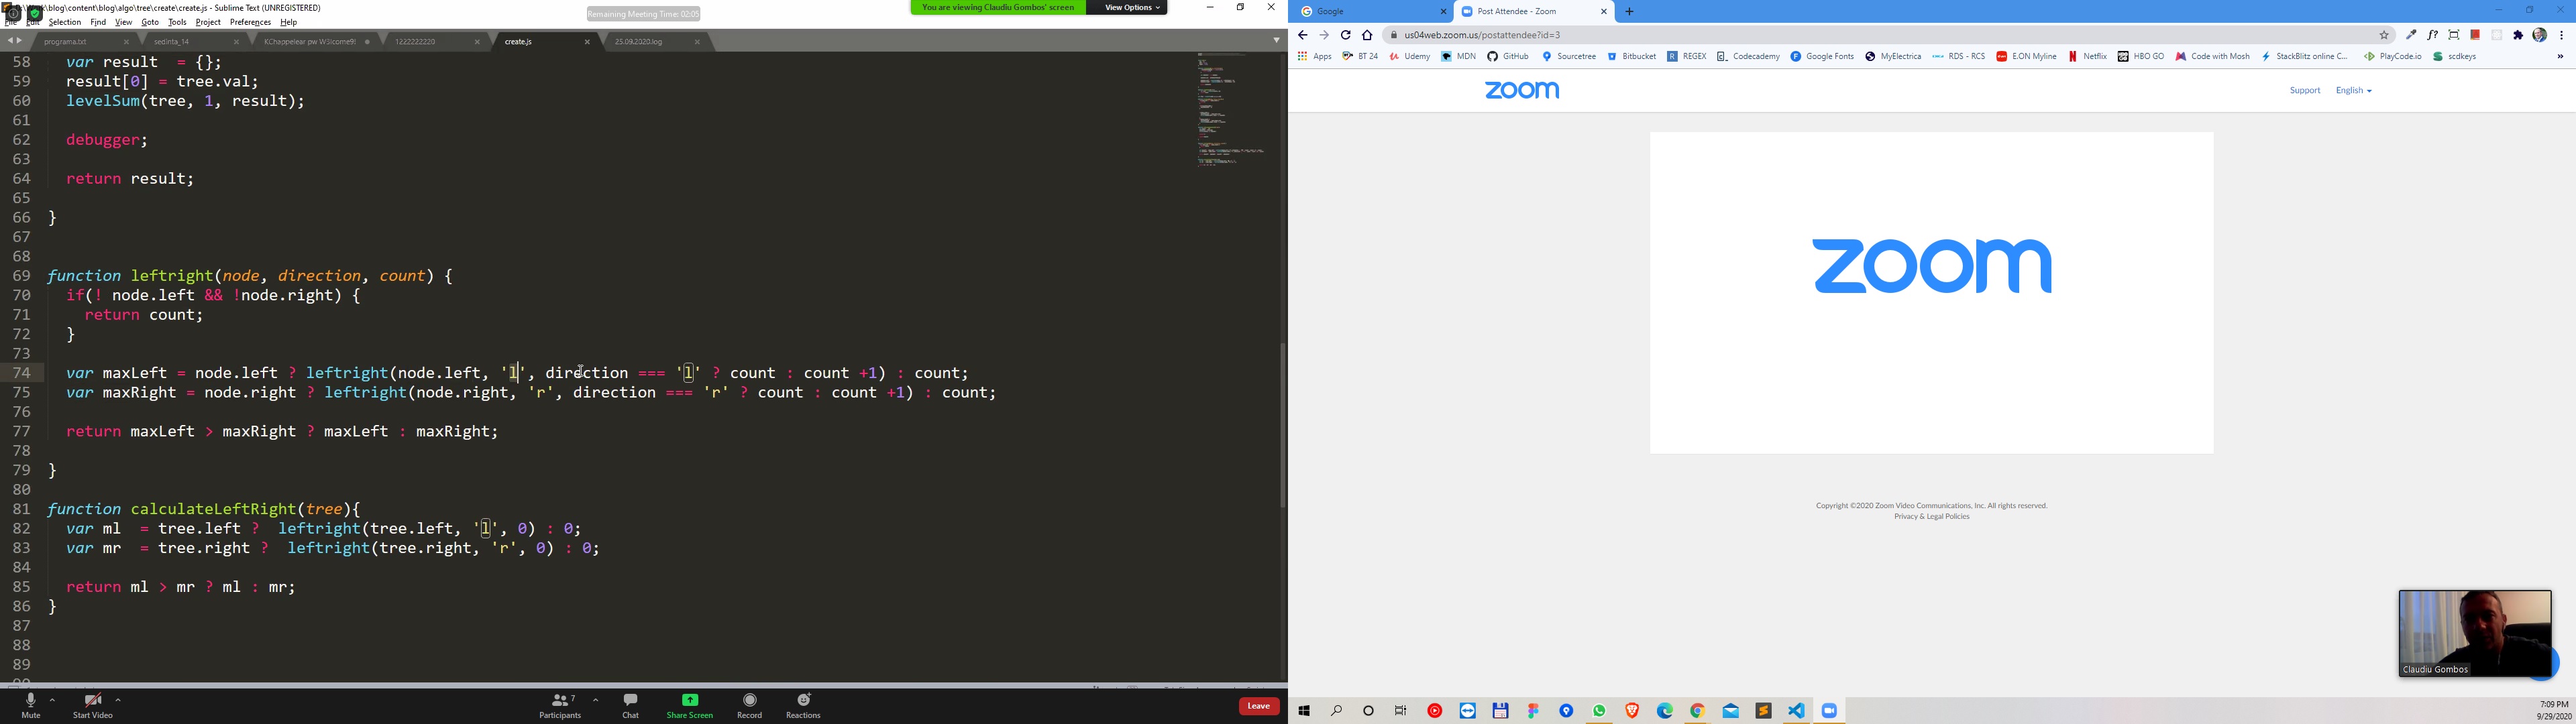 E:\Work\blog\content\blog\algo\tree\create\create.js - Sublime Text (UNREGISTERED)
Remaining Meeting Time: 02:05
You are viewing Claudiu Gombos' screen
View Options
File Edit Selection Find View Goto Tools Project Preferences Help
programa.txt
sedinta_14
1222222220
create.js
25.09.2020.log
58 var result = {};
59 result[0] = tree.val;
60 levelSum(tree, 1, result);
61
62 debugger;
63
64 return result;
65
66 }
67
68
69 function leftright(node, direction, count) {
70 if(! node.left && !node.right) {
71 return count;
72 }
73
74 var maxLeft = node.left ? leftright(node.left, 'l', direction === 'l' ? count : count +1) : count;
75 var maxRight = node.right ? leftright(node.right, 'r', direction === 'r' ? count : count +1) : count;
76
77 return maxLeft > maxRight ? maxLeft : maxRight;
78
79 }
80
81 function calculateLeftRight(tree){
82 var ml = tree.left ? leftright(tree.left, 'l', 0) : 0;
83 var mr = tree.right ? leftright(tree.right, 'r', 0) : 0;
84
85 return ml > mr ? ml : mr;
86 }
87
88
89
Mute
Start Video
Participants 7
Chat
Share Screen
Record
Reactions
Leave
Google
Post Attendee - Zoom
us04web.zoom.us/postattendee?id=3
Apps BT 24 Udemy MDN GitHub Sourcetree Bitbucket REGEX Codecademy Google Fonts MyElectrica RDS - RCS E.ON Myline Netflix HBO GO Code with Mosh StackBlitz online C... PlayCode.io scdkeys
zoom
Support
English
zoom
Copyright ©2020 Zoom Video Communications, Inc. All rights reserved.
Privacy & Legal Policies
Claudiu Gombos
7:09 PM
9/29/2020